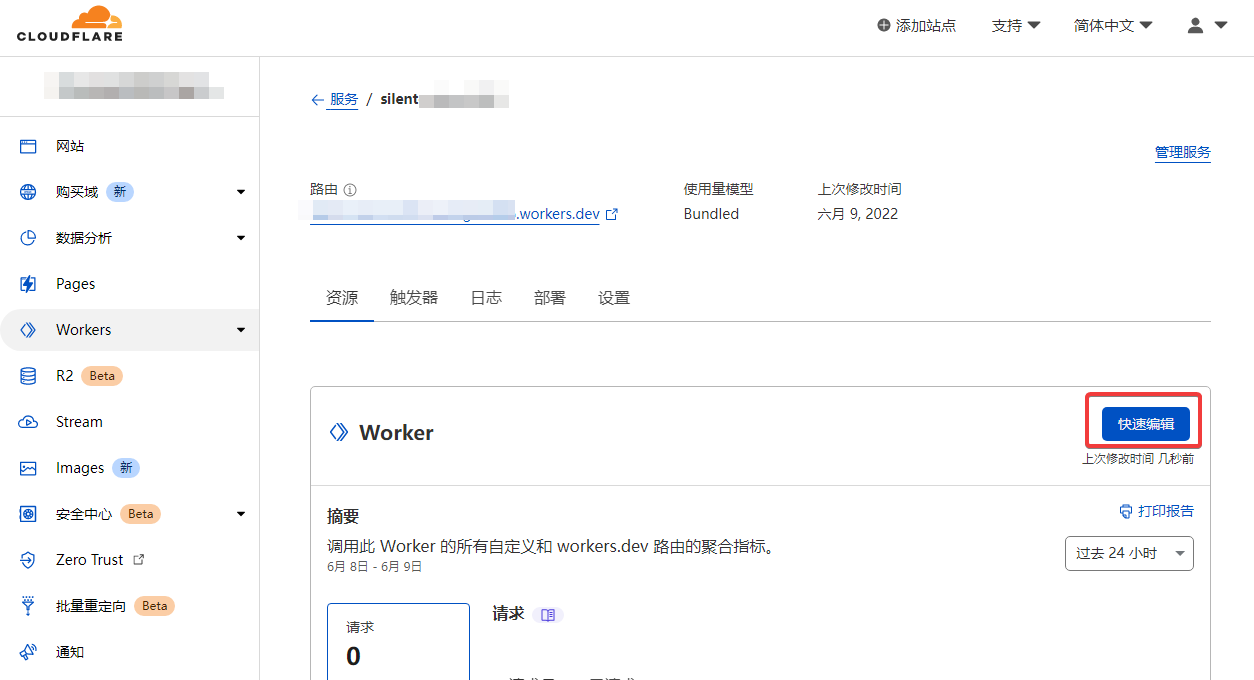 CLOUDFLARE
添加站点 支持 简体中文
← 服务 / silent
管理服务
路由 使用量模型 上次修改时间
.workers.dev Bundled 六月 9, 2022
网站
购买域 新
数据分析
Pages
Workers
R2 Beta
Stream
Images 新
安全中心 Beta
Zero Trust
批量重定向 Beta
通知
资源 触发器 日志 部署 设置
Worker
快速编辑
上次修改时间 几秒前
摘要
打印报告
调用此 Worker 的所有自定义和 workers.dev 路由的聚合指标。
6月 8日 - 6月 9日
过去 24 小时
请求
0
请求